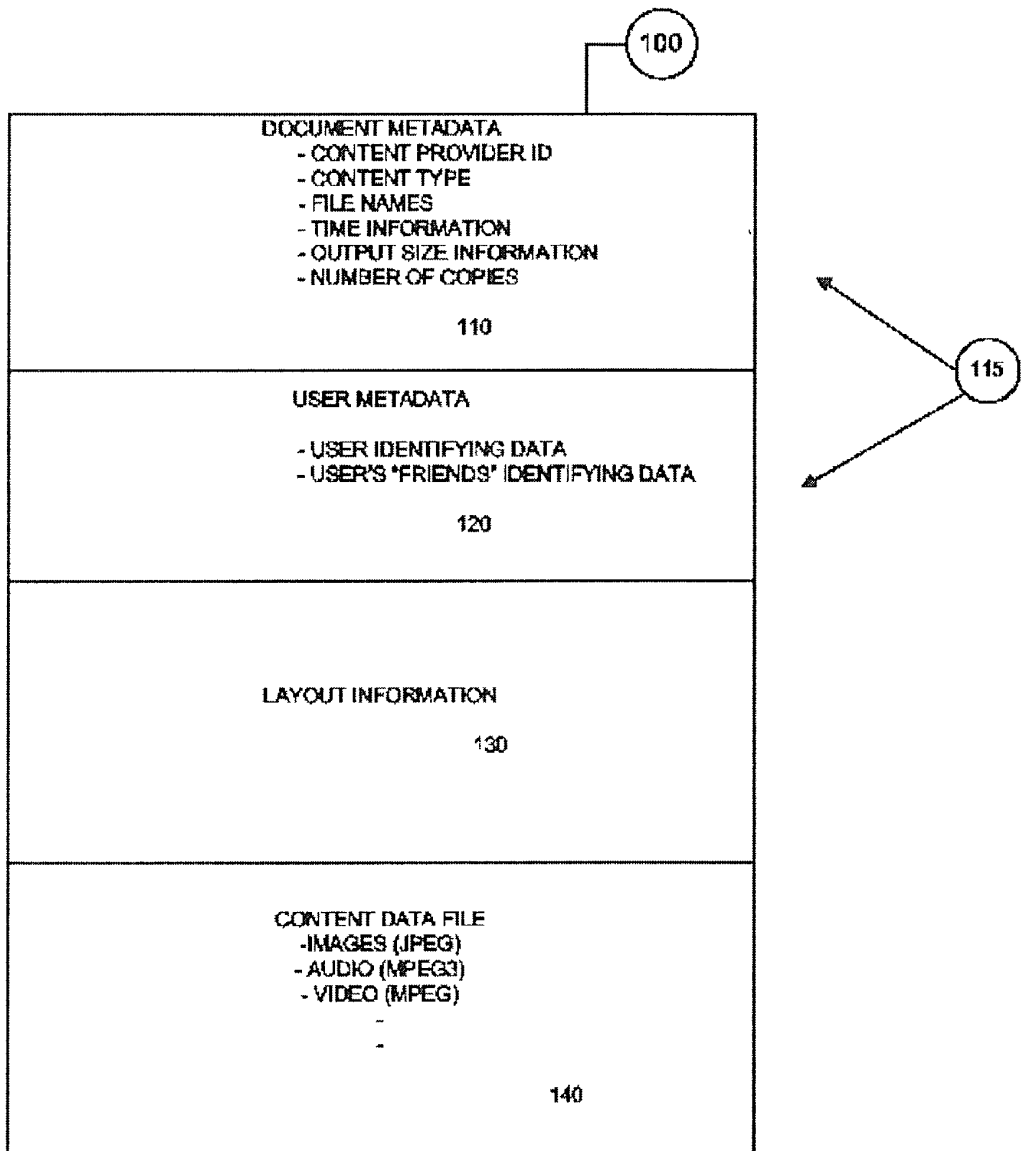 100
DOCUMENT METADATA
- CONTENT PROVIDER ID
- CONTENT TYPE
- FILE NAMES
- TIME INFORMATION
- OUTPUT SIZE INFORMATION
- NUMBER OF COPIES
110
115
USER METADATA
- USER IDENTIFYING DATA
- USER'S "FRIENDS" IDENTIFYING DATA
120
LAYOUT INFORMATION
130
CONTENT DATA FILE
-IMAGES (JPEG)
- AUDIO (MPEG3)
- VIDEO (MPEG)
-
-
140